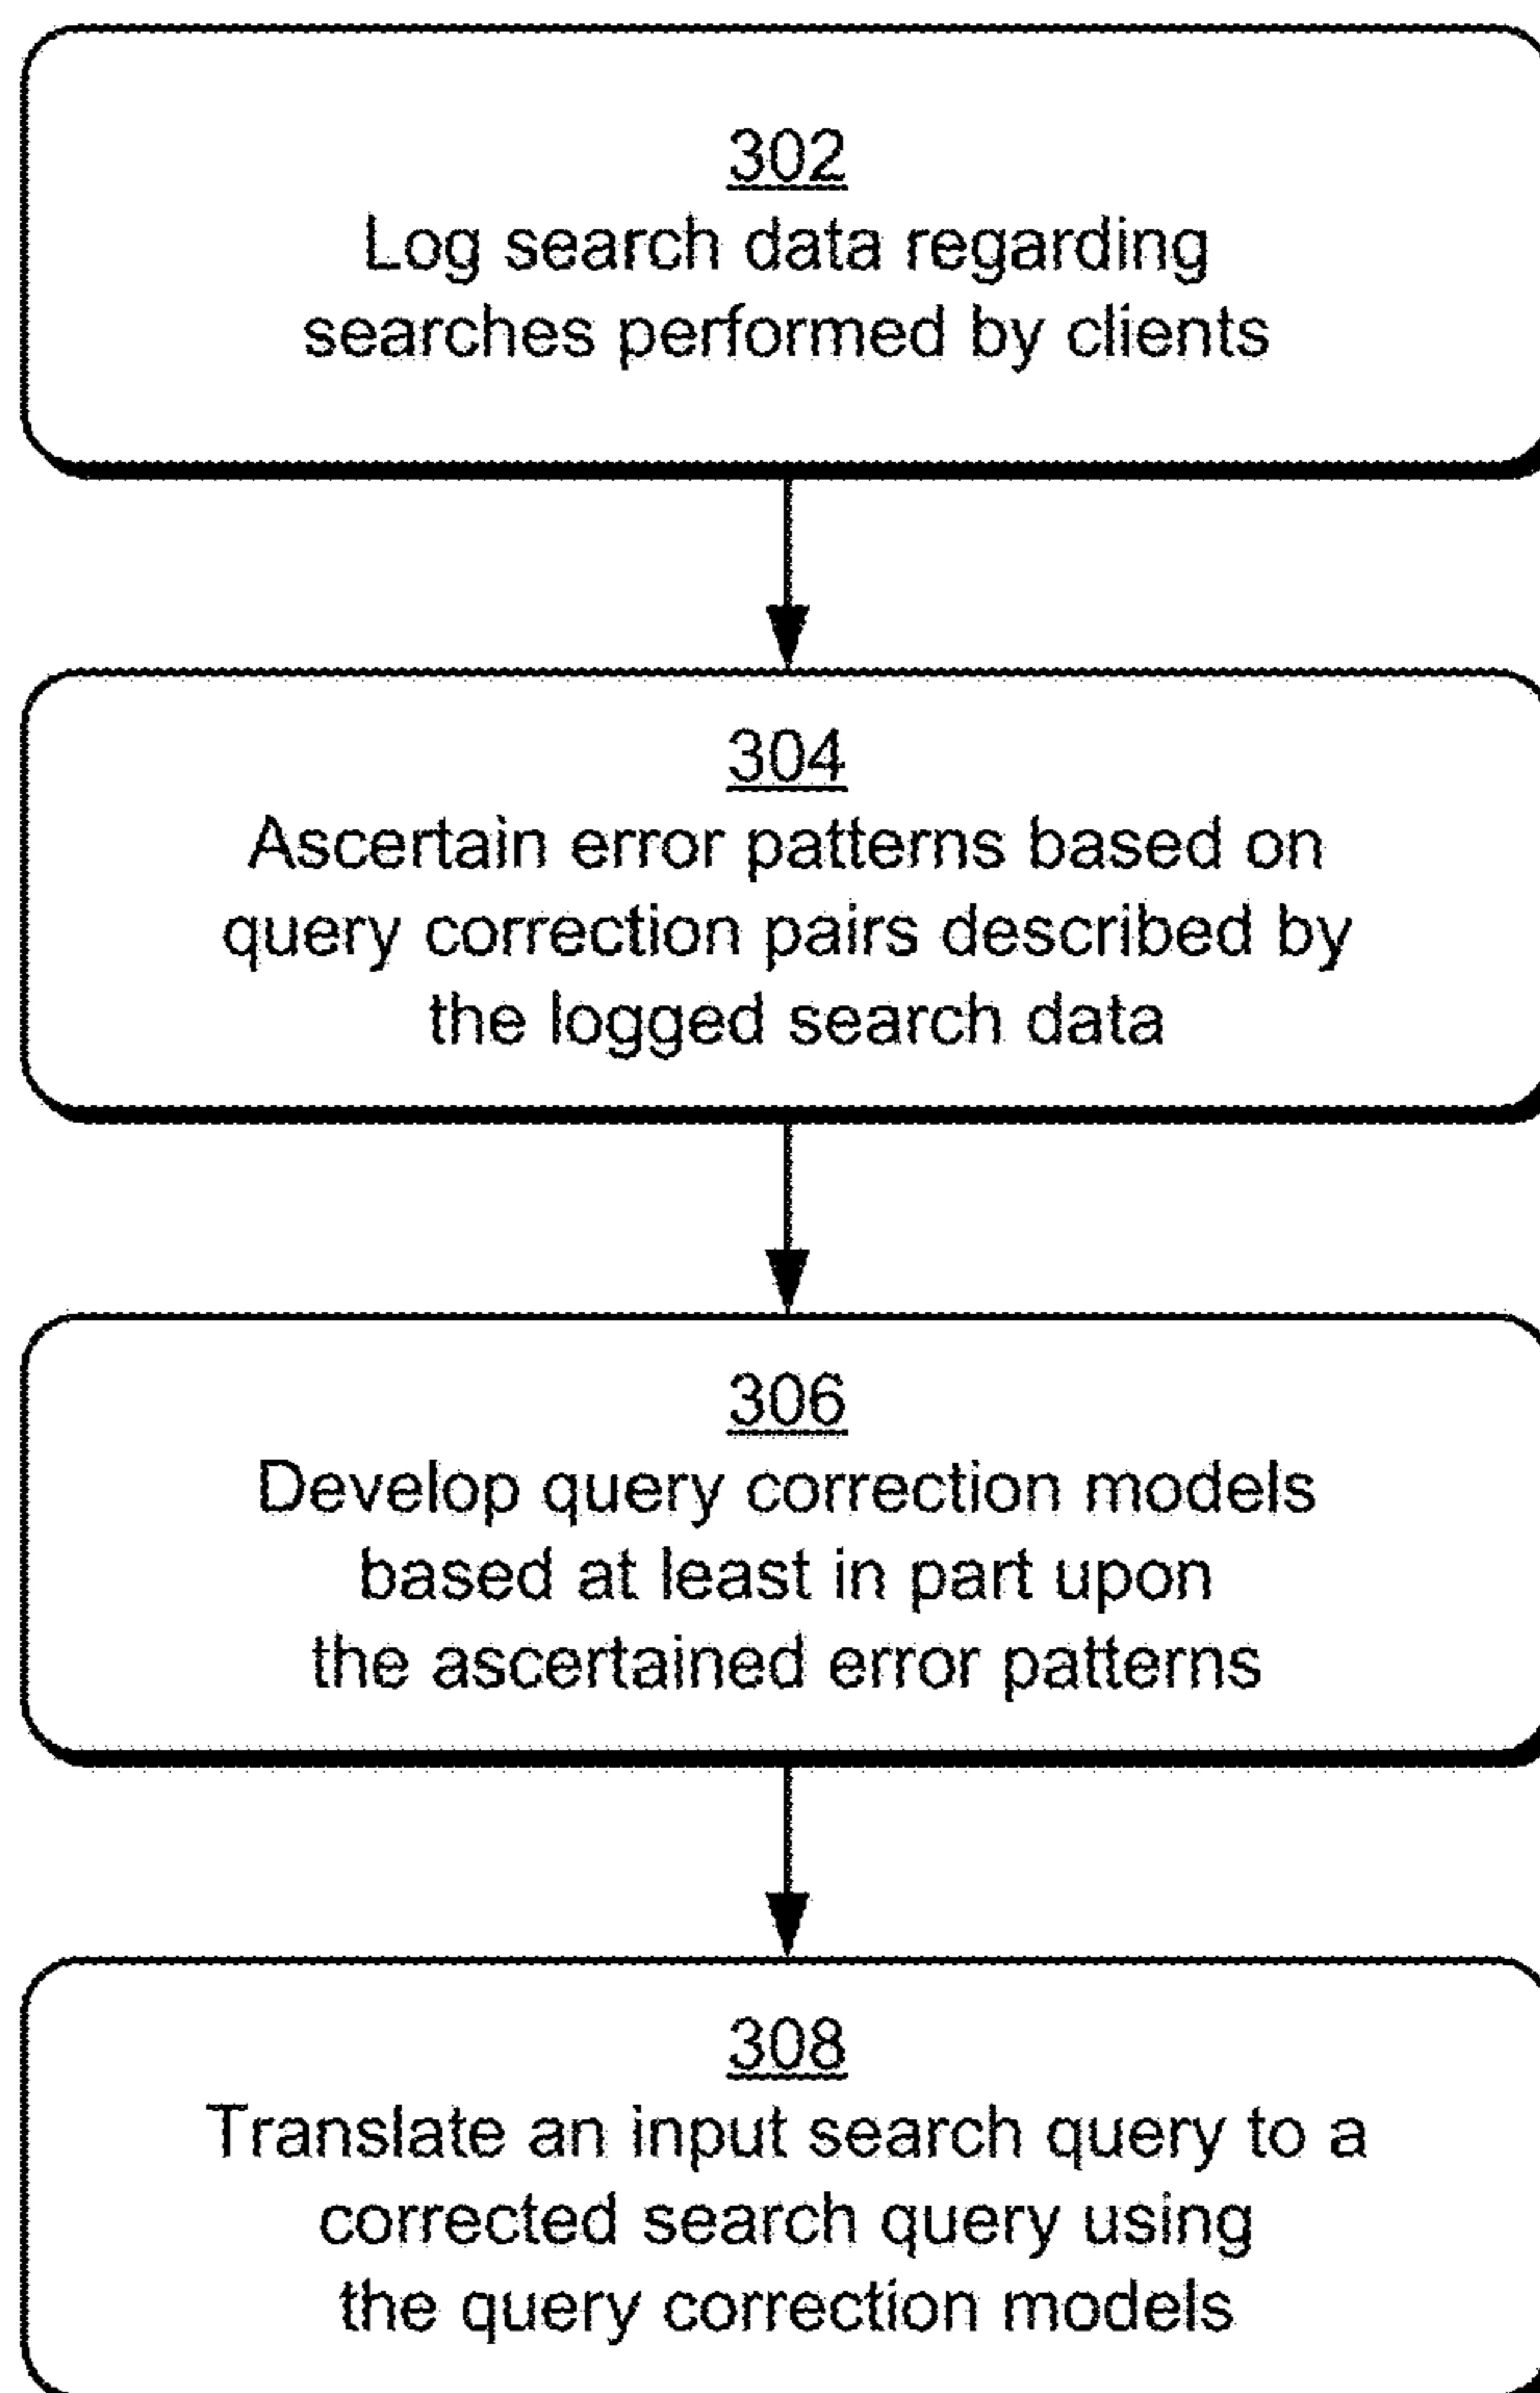 302
Log search data regarding
searches performed by clients
304
Ascertain error patterns based on
query correction pairs described by
the logged search data
306
Develop query correction models
based at least in part upon
the ascertained error patterns
308
Translate an input search query to a
corrected search query using
the query correction models